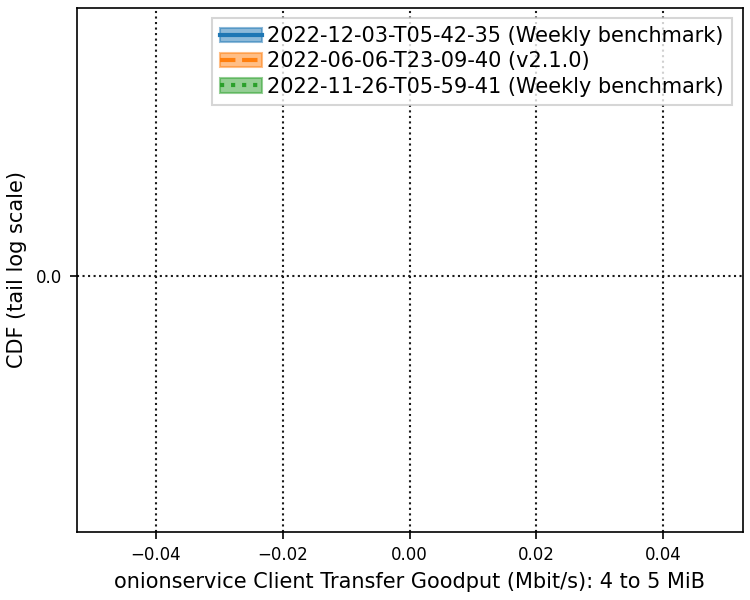 2022-12-03-T05-42-35 (Weekly benchmark)
2022-06-06-T23-09-40 (v2.1.0)
2022-11-26-T05-59-41 (Weekly benchmark)
CDF (tail log scale)
0.0
−0.04
−0.02
0.00
0.02
0.04
onionservice Client Transfer Goodput (Mbit/s): 4 to 5 MiB